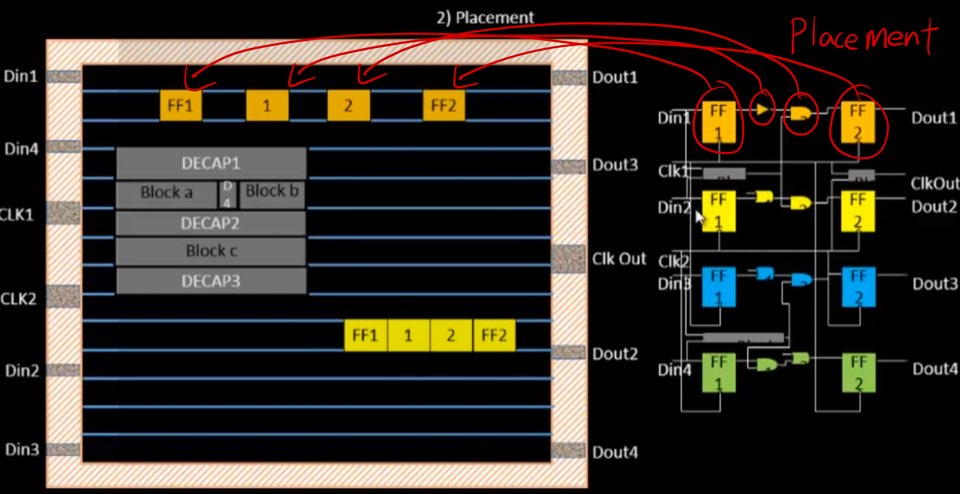 2) Placement
Placement
Din1
Dout1
FF1
1
2
FF2
FF
1
FF
2
Din1
Dout1
Din4
DECAP1
Dout3
Clk1
ClkOut
Block a
D
4
Block b
FF
1
FF
2
Din2
Dout2
CLK1
DECAP2
Block c
Clk Out
Clk2
DECAP3
CLK2
FF
1
FF
2
Din3
Dout3
FF1
1
2
FF2
Dout2
Din2
FF
1
FF
2
Din4
Dout4
Din3
Dout4